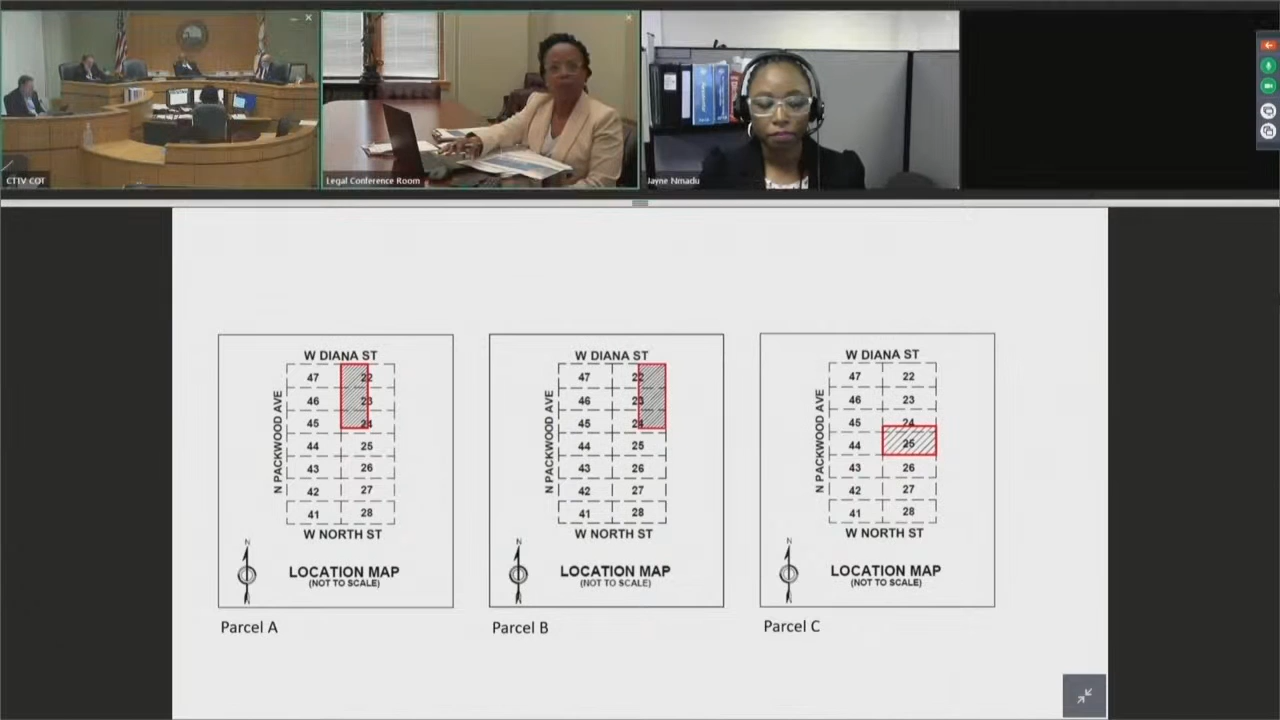 CTTV COT
Legal Conference Room
Jayne Nmadu
W DIANA ST
47 22
46 23
45 24
44 25
43 26
42 27
41 28
N PACKWOOD AVE
W NORTH ST
N
LOCATION MAP
(NOT TO SCALE)
Parcel A
W DIANA ST
47 22
46 23
45 24
44 25
43 26
42 27
41 28
N PACKWOOD AVE
W NORTH ST
N
LOCATION MAP
(NOT TO SCALE)
Parcel B
W DIANA ST
47 22
46 23
45 24
44 25
43 26
42 27
41 28
N PACKWOOD AVE
W NORTH ST
N
LOCATION MAP
(NOT TO SCALE)
Parcel C